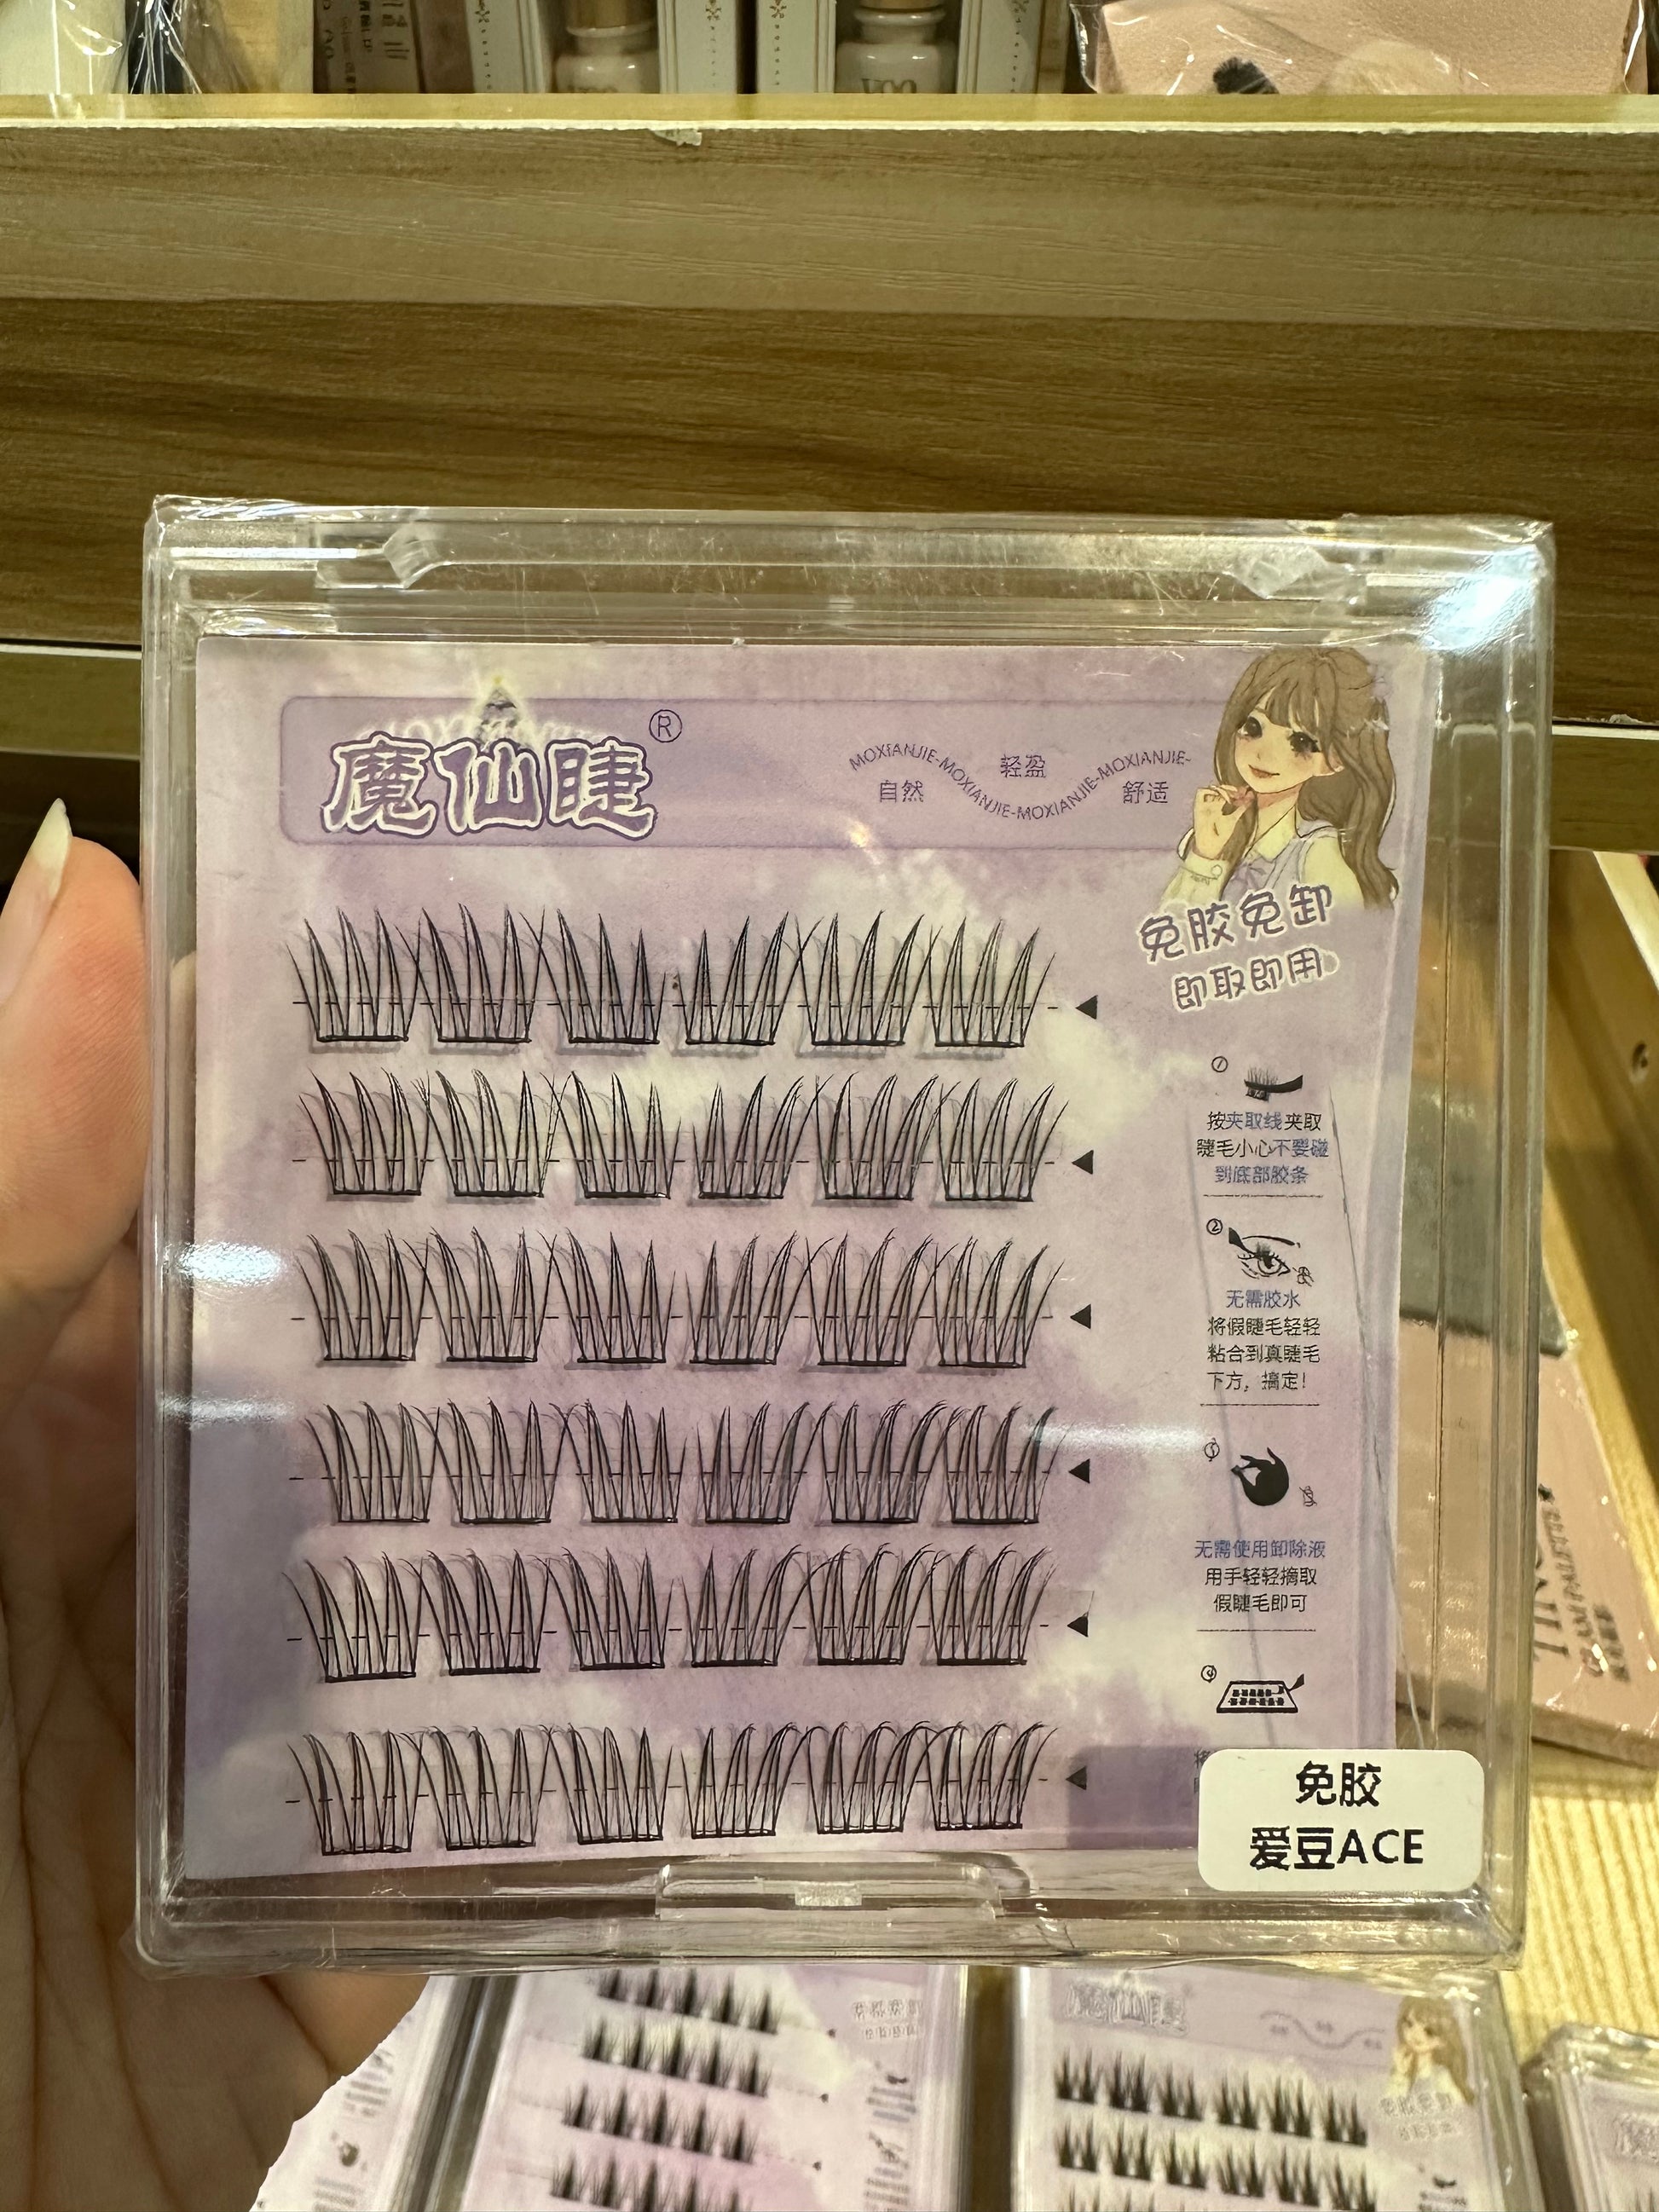 魔仙睫®
MOXIANJIE-MOXIANJIE-MOXIANJIE-MOXIANJIE-
自然
轻盈
舒适
免胶免卸
即取即用
①
按夹取线夹取
睫毛小心不要碰
到底部胶条
②
无需胶水
将假睫毛轻轻
粘合到真睫毛
下方，搞定！
③
无需使用卸除液
用手轻轻摘取
假睫毛即可
④
免胶
爱豆ACE